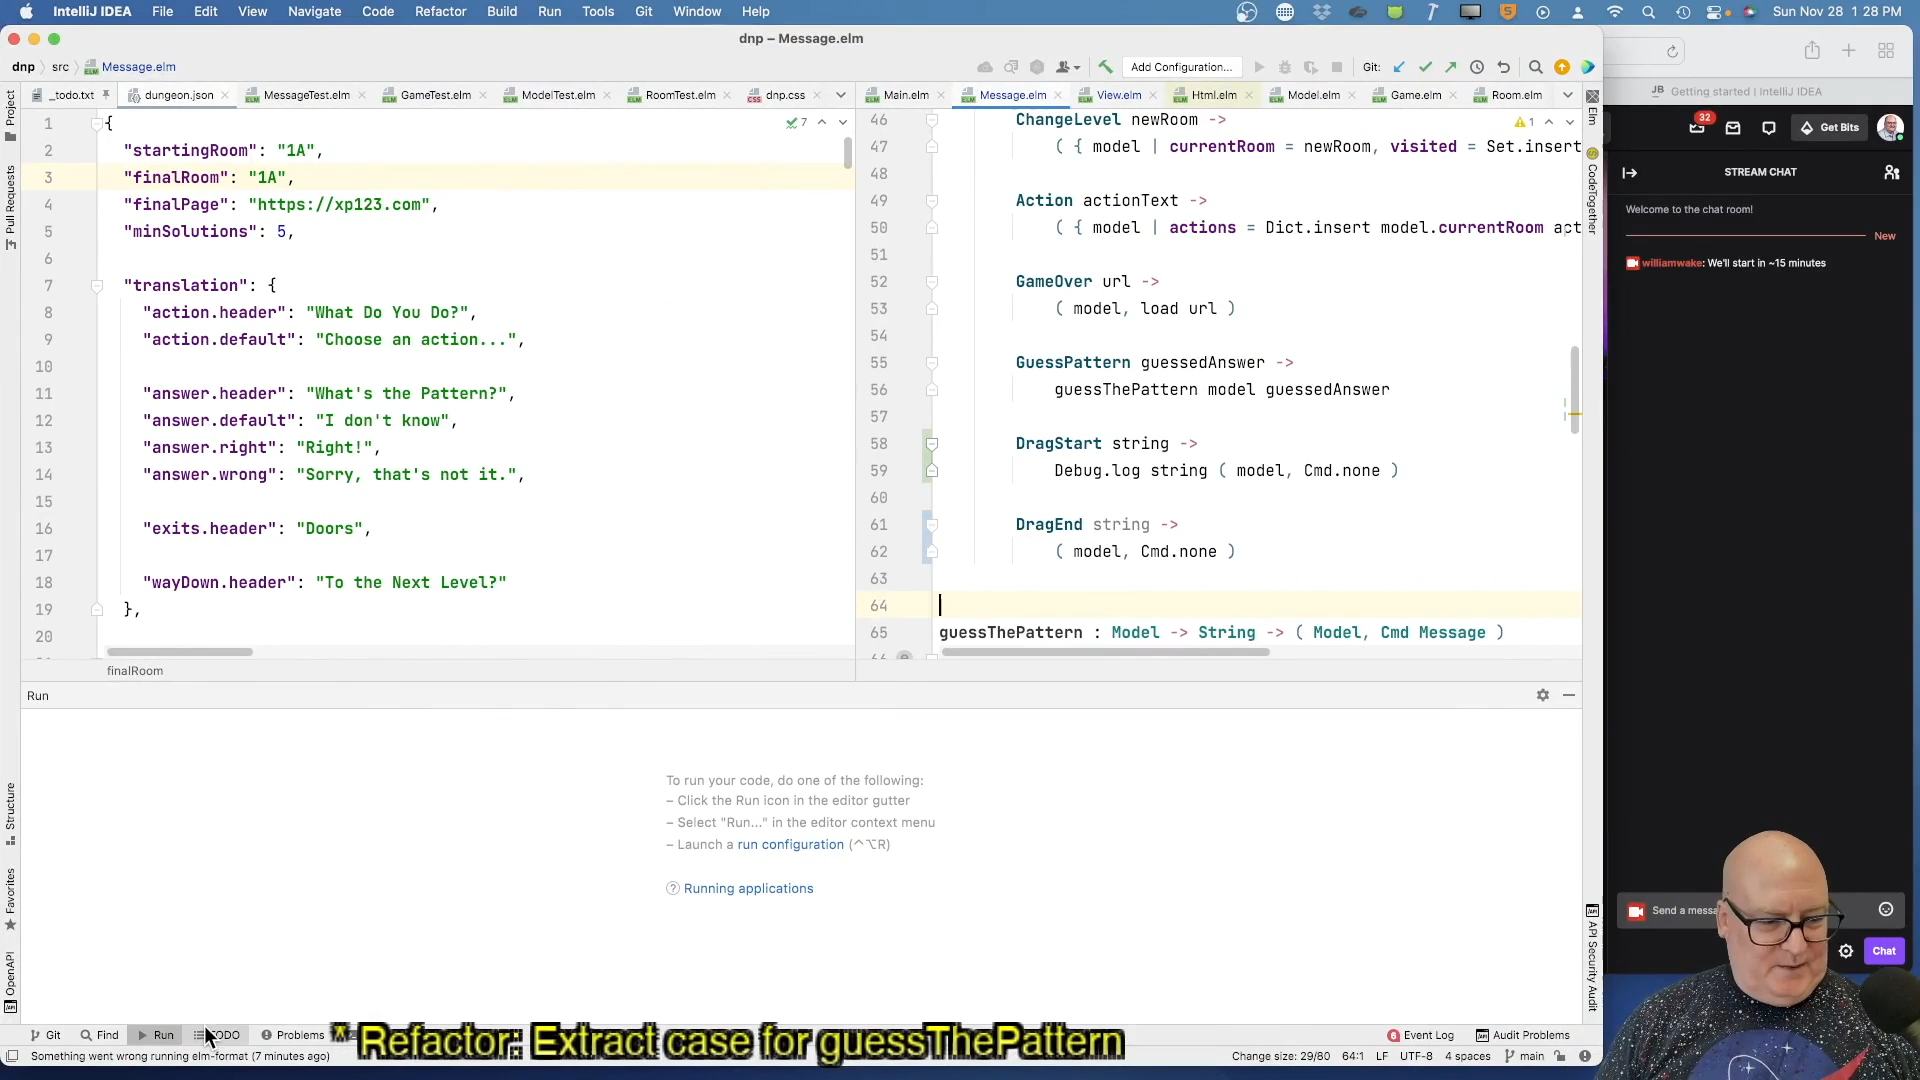 IntelliJ IDEA File Edit View Navigate Code Refactor Build Run Tools Git Window Help
Sun Nov 28 1:28 PM
dnp – Message.elm
dnp src Message.elm
Add Configuration...
Git:
_todo.txt dungeon.json MessageTest.elm GameTest.elm ModelTest.elm RoomTest.elm dnp.css
Main.elm Message.elm View.elm Html.elm Model.elm Game.elm Room.elm
Project
Pull Requests
Structure
Favorites
OpenAPI
7
1 {
2 "startingRoom": "1A",
3 "finalRoom": "1A",
4 "finalPage": "https://xp123.com",
5 "minSolutions": 5,
6
7 "translation": {
8 "action.header": "What Do You Do?",
9 "action.default": "Choose an action...",
10
11 "answer.header": "What's the Pattern?",
12 "answer.default": "I don't know",
13 "answer.right": "Right!",
14 "answer.wrong": "Sorry, that's not it.",
15
16 "exits.header": "Doors",
17
18 "wayDown.header": "To the Next Level?"
19 },
20
finalRoom
1
46 ChangeLevel newRoom ->
47 ( { model | currentRoom = newRoom, visited = Set.insert
48
49 Action actionText ->
50 ( { model | actions = Dict.insert model.currentRoom act
51
52 GameOver url ->
53 ( model, load url )
54
55 GuessPattern guessedAnswer ->
56 guessThePattern model guessedAnswer
57
58 DragStart string ->
59 Debug.log string ( model, Cmd.none )
60
61 DragEnd string ->
62 ( model, Cmd.none )
63
64
65 guessThePattern : Model -> String -> ( Model, Cmd Message )
66
Elm
CodeTogether
API Security Audit
Run
To run your code, do one of the following:
– Click the Run icon in the editor gutter
– Select "Run..." in the editor context menu
– Launch a run configuration (^⌥R)
? Running applications
Git Find Run TODO Problems
* Refactor: Extract case for guessThePattern
6 Event Log Audit Problems
Something went wrong running elm-format (7 minutes ago)
Change size: 29/80 64:1 LF UTF-8 4 spaces main
JB Getting started | IntelliJ IDEA
32
Get Bits
STREAM CHAT
Welcome to the chat room!
New
williamwake: We'll start in ~15 minutes
Send a messa
Chat